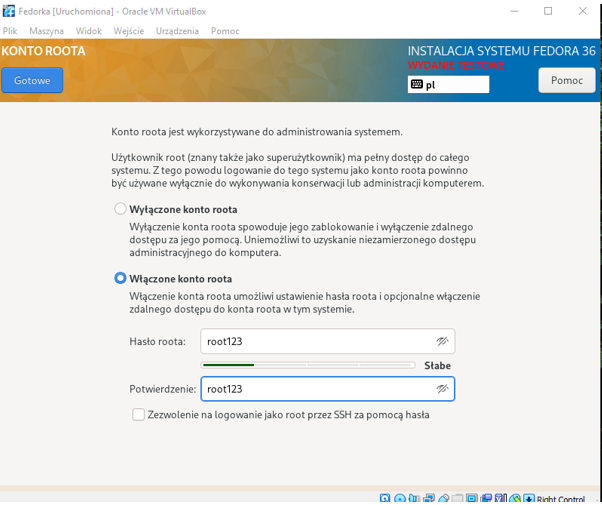 Fedorka [Uruchomiona] - Oracle VM VirtualBox
Plik Maszyna Widok Wejście Urządzenia Pomoc
KONTO ROOTA
INSTALACJA SYSTEMU FEDORA 36
WYDANIE TESTOWE
Gotowe
pl
Pomoc
Konto roota jest wykorzystywane do administrowania systemem.
Użytkownik root (znany także jako superużytkownik) ma pełny dostęp do całego
systemu. Z tego powodu logowanie do tego systemu jako konto roota powinno
być używane wyłącznie do wykonywania konserwacji lub administracji komputerem.
Wyłączone konto roota
Wyłączenie konta roota spowoduje jego zablokowanie i wyłączenie zdalnego
dostępu za jego pomocą. Uniemożliwi to uzyskanie niezamierzonego dostępu
administracyjnego do komputera.
Włączone konto roota
Włączenie konta roota umożliwi ustawienie hasła roota i opcjonalne włączenie
zdalnego dostępu do konta roota w tym systemie.
Hasło roota: root123
Słabe
Potwierdzenie: root123
Zezwolenie na logowanie jako root przez SSH za pomocą hasła
Right Control